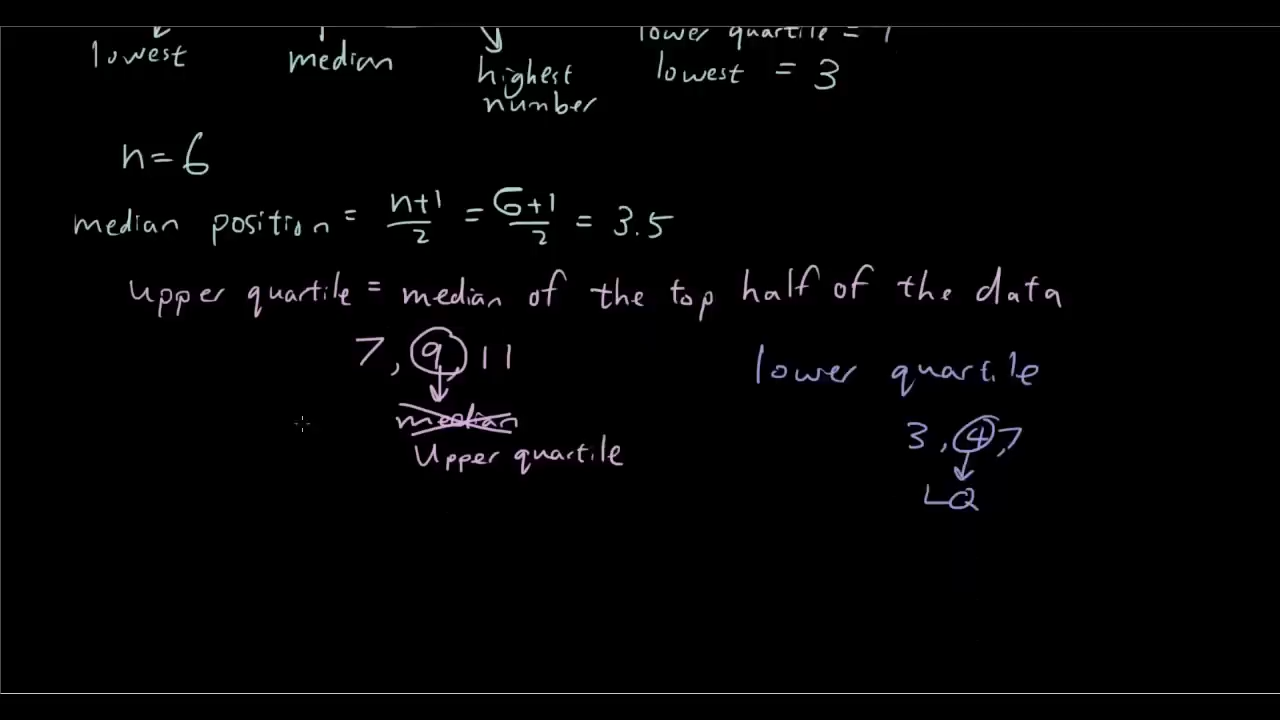 lower quartile =
lowest median highest number lowest = 3
n=6
median position = n+1/2 = 6+1/2 = 3.5
Upper quartile = median of the top half of the data
7, 9, 11
median
Upper quartile
lower quartile
3, 4, 7
LQ